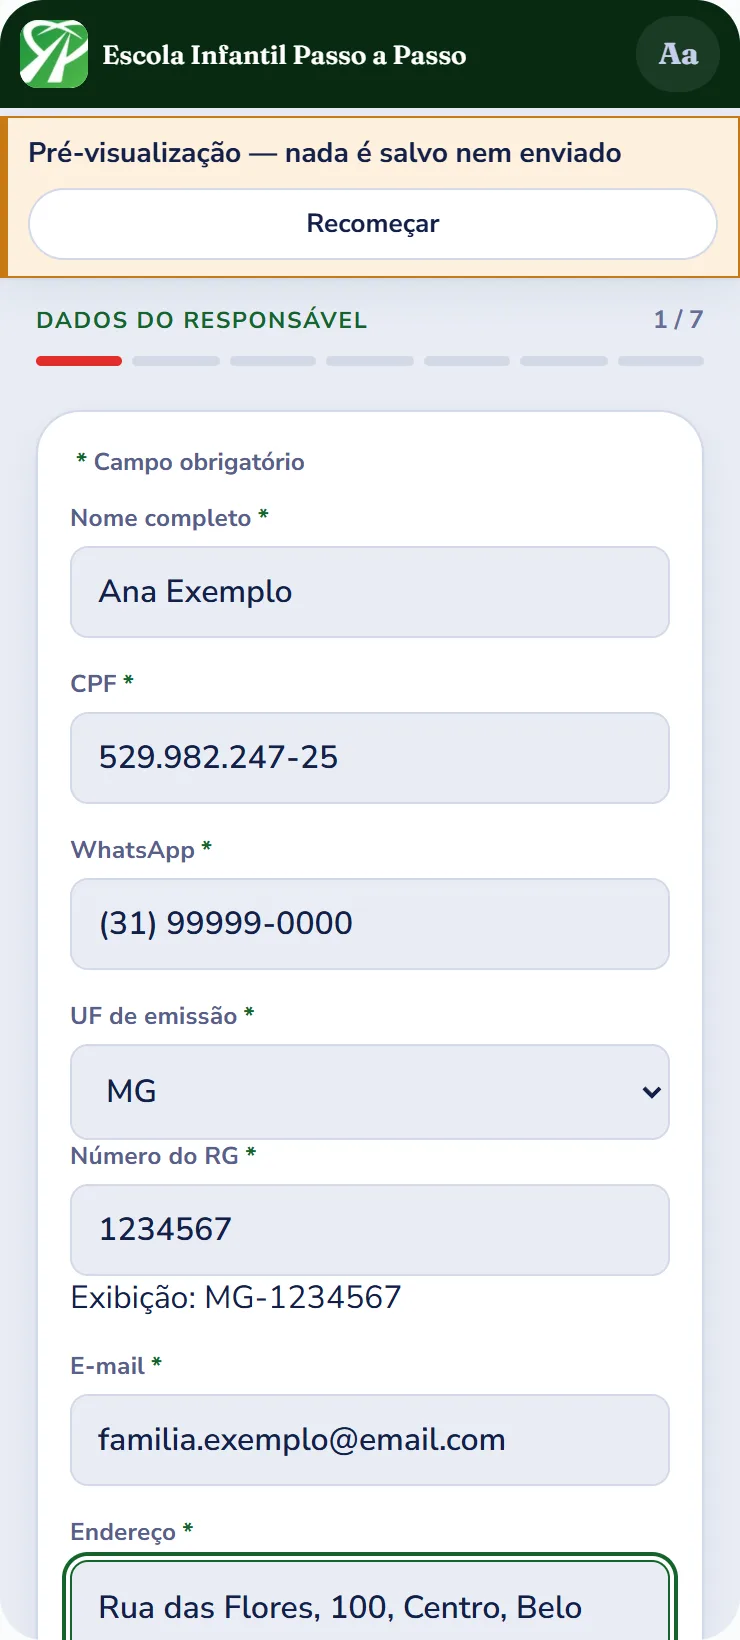 Escola Infantil Passo a Passo
Aa
Pré-visualização — nada é salvo nem enviado
Recomeçar
DADOS DO RESPONSÁVEL
1 / 7
* Campo obrigatório
Nome completo *
Ana Exemplo
CPF *
529.982.247-25
WhatsApp *
(31) 99999-0000
UF de emissão *
MG
Número do RG *
1234567
Exibição: MG-1234567
E-mail *
familia.exemplo@email.com
Endereço *
Rua das Flores, 100, Centro, Belo